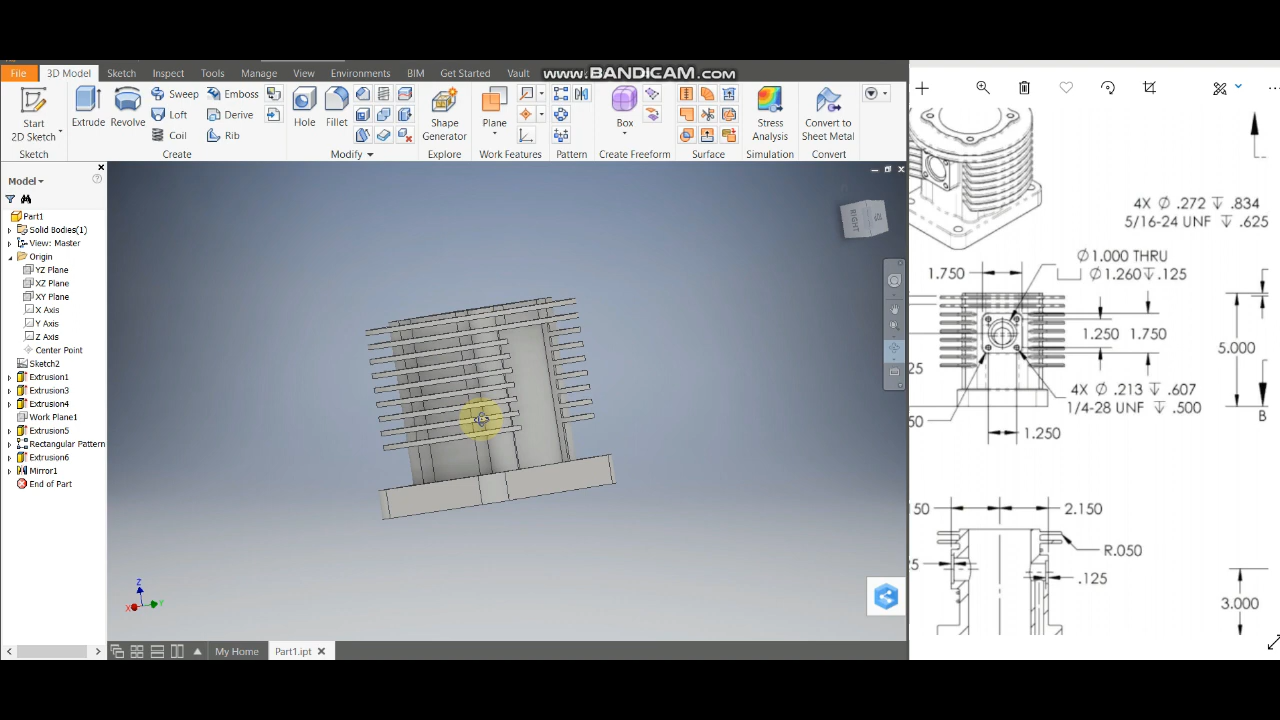 www.BANDICAM.com
File 3D Model Sketch Inspect Tools Manage View Environments BIM Get Started Vault
Start
2D Sketch
Extrude
Revolve
Sweep
Loft
Coil
Emboss
Derive
Rib
Hole
Fillet
Shape
Generator
Plane
Box
Stress
Analysis
Convert to
Sheet Metal
Sketch Create Modify Explore Work Features Pattern Create Freeform Surface Simulation Convert
Model
Part1
Solid Bodies(1)
View: Master
Origin
YZ Plane
XZ Plane
XY Plane
X Axis
Y Axis
Z Axis
Center Point
Sketch2
Extrusion1
Extrusion3
Extrusion4
Work Plane1
Extrusion5
Rectangular Pattern
Extrusion6
Mirror1
End of Part
RIGHT
Z
X
Y
My Home Part1.ipt
4X Ø .272 ↧ .834
5/16-24 UNF ↧ .625
Ø 1.000 THRU
⌴ Ø 1.260 ↧ .125
1.750
1.250 1.750
5.000
25
4X Ø .213 ↧ .607
1/4-28 UNF ↧ .500
50
B
1.250
150 2.150
R.050
5
.125
3.000